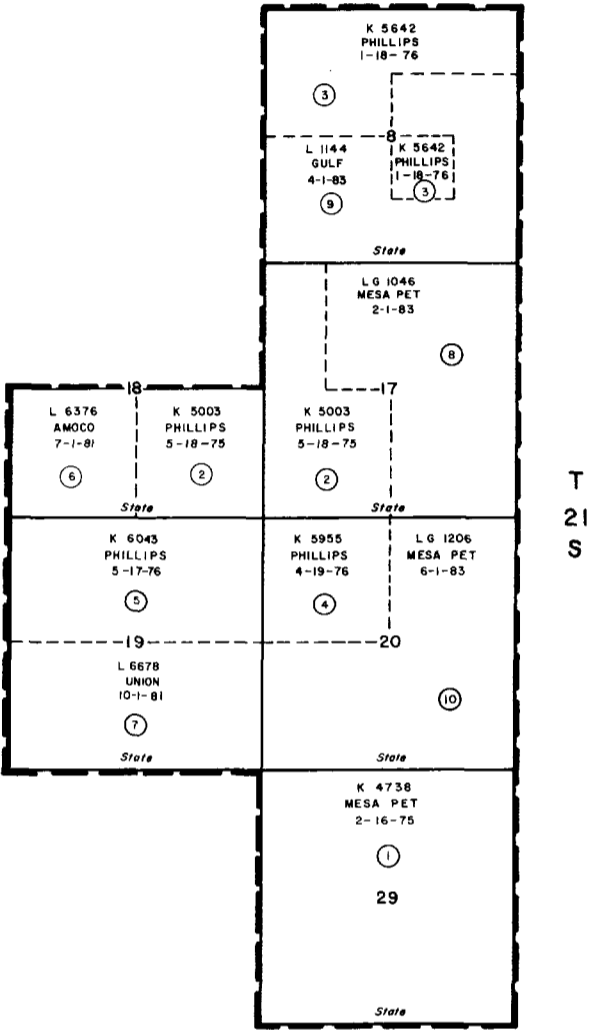 K 5642
PHILLIPS
1-18-76
3
8
L 1144
GULF
4-1-83
9
K 5642
PHILLIPS
1-18-76
3
State
LG 1046
MESA PET
2-1-83
8
17
K 5003
PHILLIPS
5-18-75
2
State
18
L 6376
AMOCO
7-1-81
6
K 5003
PHILLIPS
5-18-75
2
State
T
21
S
K 6043
PHILLIPS
5-17-76
5
19
L 6678
UNION
10-1-81
7
State
K 5955
PHILLIPS
4-19-76
4
LG 1206
MESA PET
6-1-83
20
10
State
K 4738
MESA PET
2-16-75
1
29
State